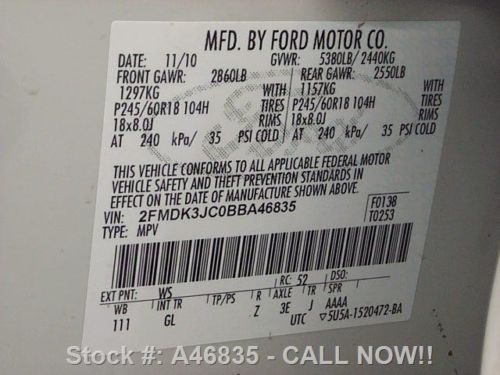 MFD. BY FORD MOTOR CO.
DATE: 11/10 GVWR: 5380LB/ 2440KG
FRONT GAWR: 2860LB REAR GAWR: 2550LB
1297KG WITH 1157KG WITH
P245/60R18 104H TIRES P245/60R18 104H TIRES
18x8.0J RIMS 18x8.0J RIMS
AT 240 kPa/ 35 PSI COLD AT 240 kPa/ 35 PSI COLD
THIS VEHICLE CONFORMS TO ALL APPLICABLE FEDERAL MOTOR
VEHICLE SAFETY AND THEFT PREVENTION STANDARDS IN
EFFECT ON THE DATE OF MANUFACTURE SHOWN ABOVE.
VIN: 2FMDK3JC0BBA46835 F0138
TYPE: MPV T0253
EXT PNT: WS RC: 52 DSO:
WB INT TR TP/PS R AXLE TR SPR
111 GL Z 3E J AAAA
UTC ▽5U5A-1520472-BA
Stock #: A46835 - CALL NOW!!